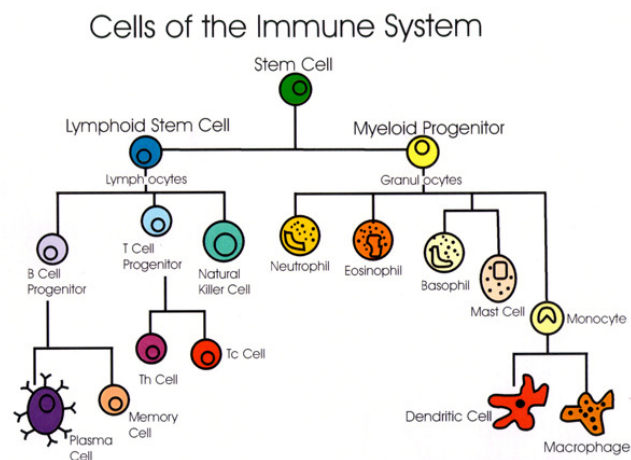 Cells of the Immune System
Stem Cell
Lymphoid Stem Cell
Myeloid Progenitor
Lymphocytes
Granulocytes
B Cell
Progenitor
T Cell
Progenitor
Natural
Killer Cell
Neutrophil
Eosinophil
Basophil
Mast Cell
Monocyte
Th Cell
Tc Cell
Plasma
Cell
Memory
Cell
Dendritic Cell
Macrophage